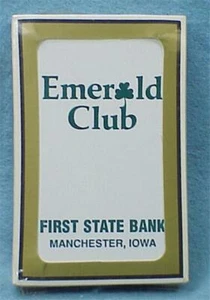 Emerald
Club
FIRST STATE BANK
MANCHESTER, IOWA